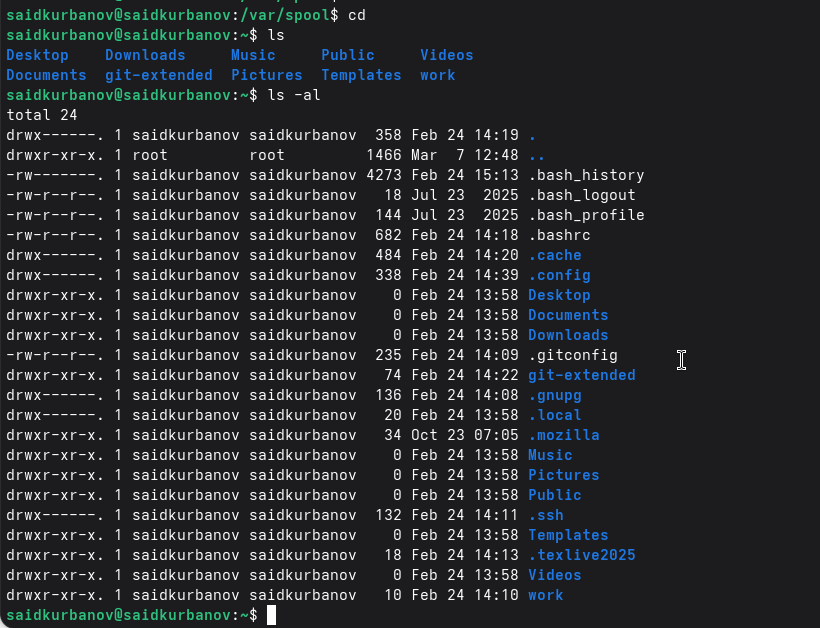 saidkurbanov@saidkurbanov:/var/spool$ cd
saidkurbanov@saidkurbanov:~$ ls
Desktop    Downloads     Music     Public     Videos
Documents  git-extended  Pictures  Templates  work
saidkurbanov@saidkurbanov:~$ ls -al
total 24
drwx------. 1 saidkurbanov saidkurbanov  358 Feb 24 14:19 .
drwxr-xr-x. 1 root         root         1466 Mar  7 12:48 ..
-rw-------. 1 saidkurbanov saidkurbanov 4273 Feb 24 15:13 .bash_history
-rw-r--r--. 1 saidkurbanov saidkurbanov   18 Jul 23  2025 .bash_logout
-rw-r--r--. 1 saidkurbanov saidkurbanov  144 Jul 23  2025 .bash_profile
-rw-r--r--. 1 saidkurbanov saidkurbanov  682 Feb 24 14:18 .bashrc
drwx------. 1 saidkurbanov saidkurbanov  484 Feb 24 14:20 .cache
drwx------. 1 saidkurbanov saidkurbanov  338 Feb 24 14:39 .config
drwxr-xr-x. 1 saidkurbanov saidkurbanov    0 Feb 24 13:58 Desktop
drwxr-xr-x. 1 saidkurbanov saidkurbanov    0 Feb 24 13:58 Documents
drwxr-xr-x. 1 saidkurbanov saidkurbanov    0 Feb 24 13:58 Downloads
-rw-r--r--. 1 saidkurbanov saidkurbanov  235 Feb 24 14:09 .gitconfig
drwxr-xr-x. 1 saidkurbanov saidkurbanov   74 Feb 24 14:22 git-extended
drwx------. 1 saidkurbanov saidkurbanov  136 Feb 24 14:08 .gnupg
drwx------. 1 saidkurbanov saidkurbanov   20 Feb 24 13:58 .local
drwxr-xr-x. 1 saidkurbanov saidkurbanov   34 Oct 23 07:05 .mozilla
drwxr-xr-x. 1 saidkurbanov saidkurbanov    0 Feb 24 13:58 Music
drwxr-xr-x. 1 saidkurbanov saidkurbanov    0 Feb 24 13:58 Pictures
drwxr-xr-x. 1 saidkurbanov saidkurbanov    0 Feb 24 13:58 Public
drwx------. 1 saidkurbanov saidkurbanov  132 Feb 24 14:11 .ssh
drwxr-xr-x. 1 saidkurbanov saidkurbanov    0 Feb 24 13:58 Templates
drwxr-xr-x. 1 saidkurbanov saidkurbanov   18 Feb 24 14:13 .texlive2025
drwxr-xr-x. 1 saidkurbanov saidkurbanov    0 Feb 24 13:58 Videos
drwxr-xr-x. 1 saidkurbanov saidkurbanov   10 Feb 24 14:10 work
saidkurbanov@saidkurbanov:~$